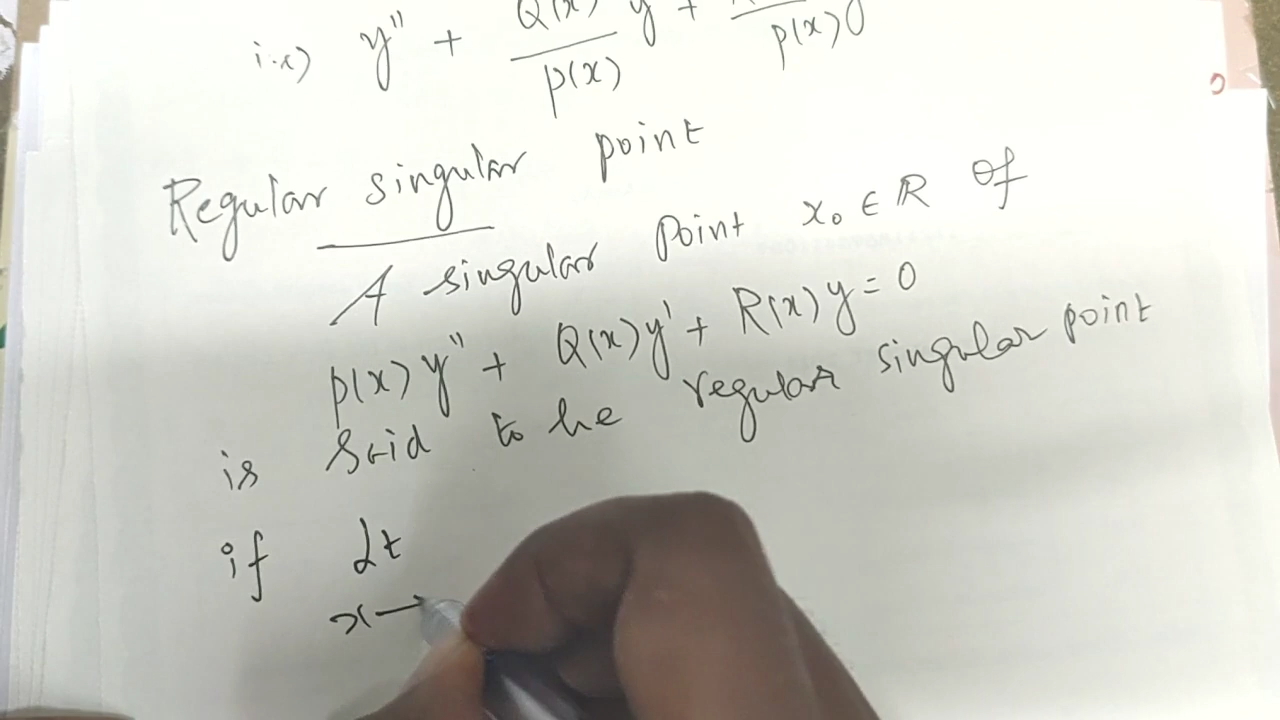 i.e) y'' + Q(x)/p(x) y + /p(x)
Regular singular point
A singular point x₀ ∈ ℝ of
p(x) y'' + Q(x) y' + R(x) y = 0
is said to be regular singular point
if Lt
x →